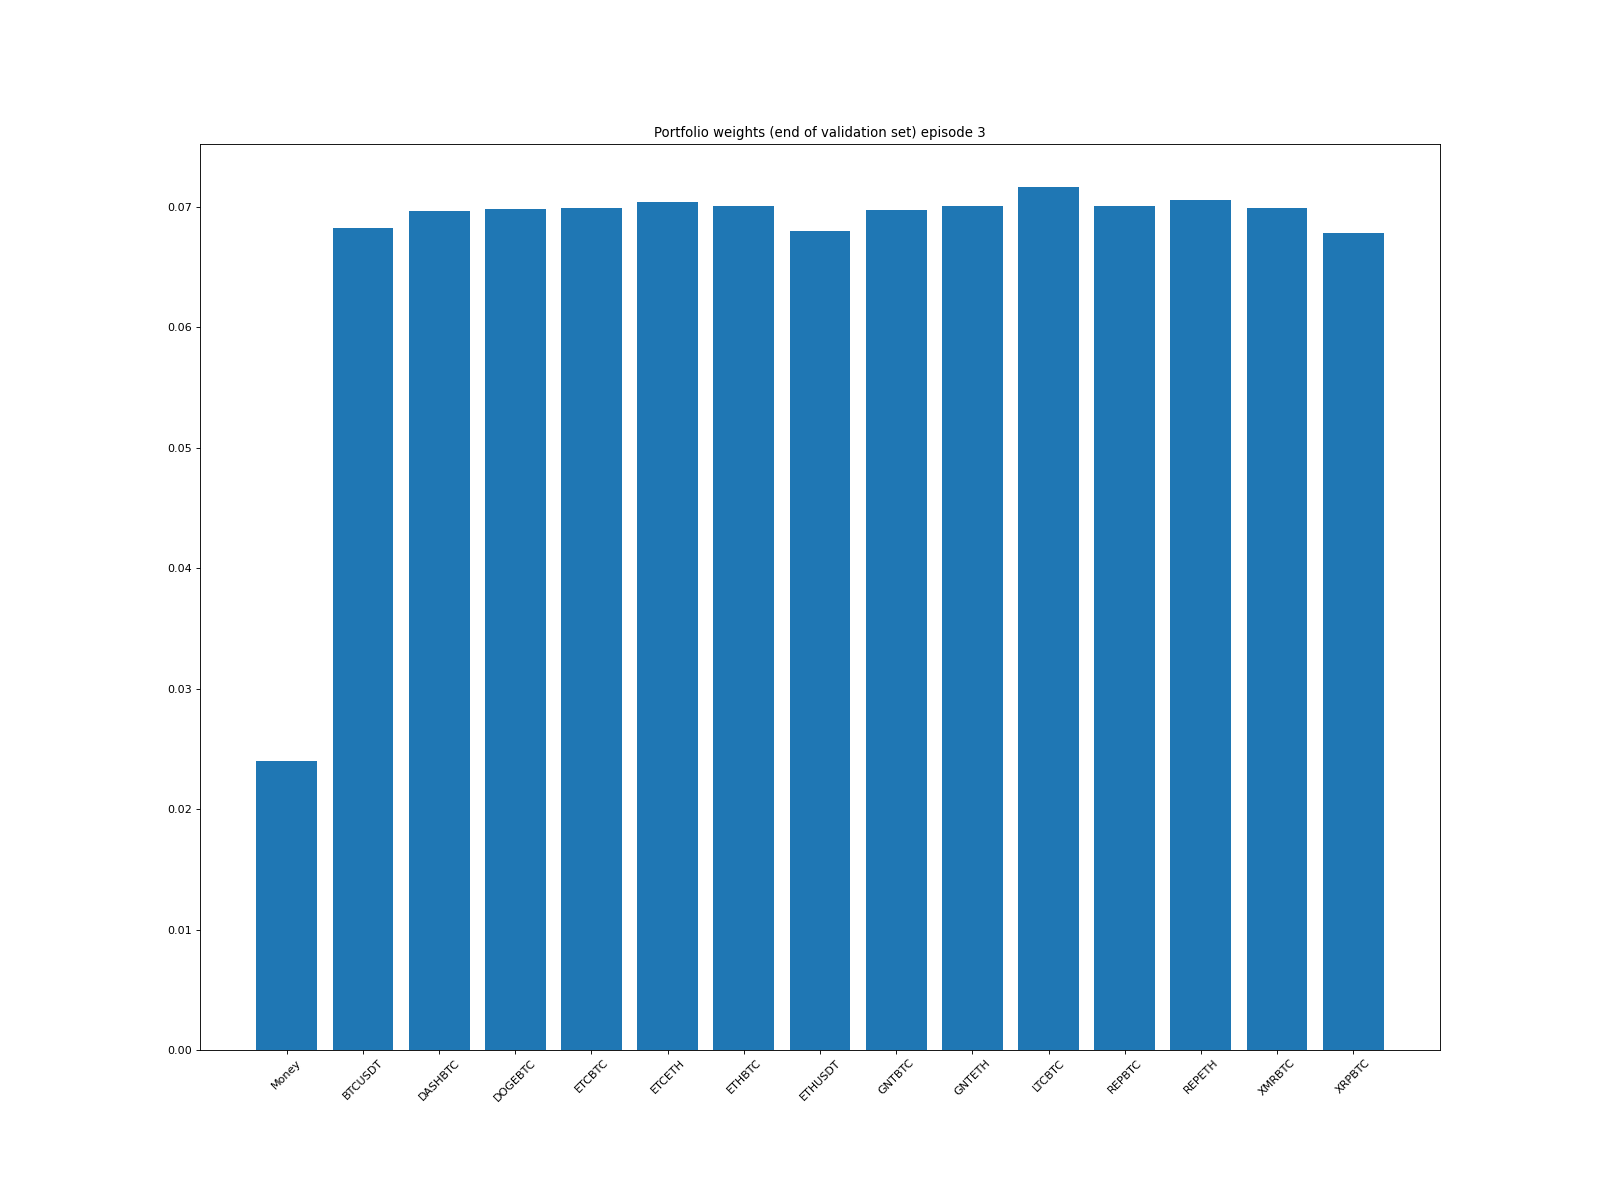 Portfolio weights (end of validation set) episode 3
0.07
0.06
0.05
0.04
0.03
0.02
0.01
0.00
Money
BTCUSDT
DASHBTC
DOGEBTC
ETCBTC
ETCETH
ETHBTC
ETHUSDT
GNTBTC
GNTETH
LTCBTC
REPBTC
REPETH
XMRBTC
XRPBTC